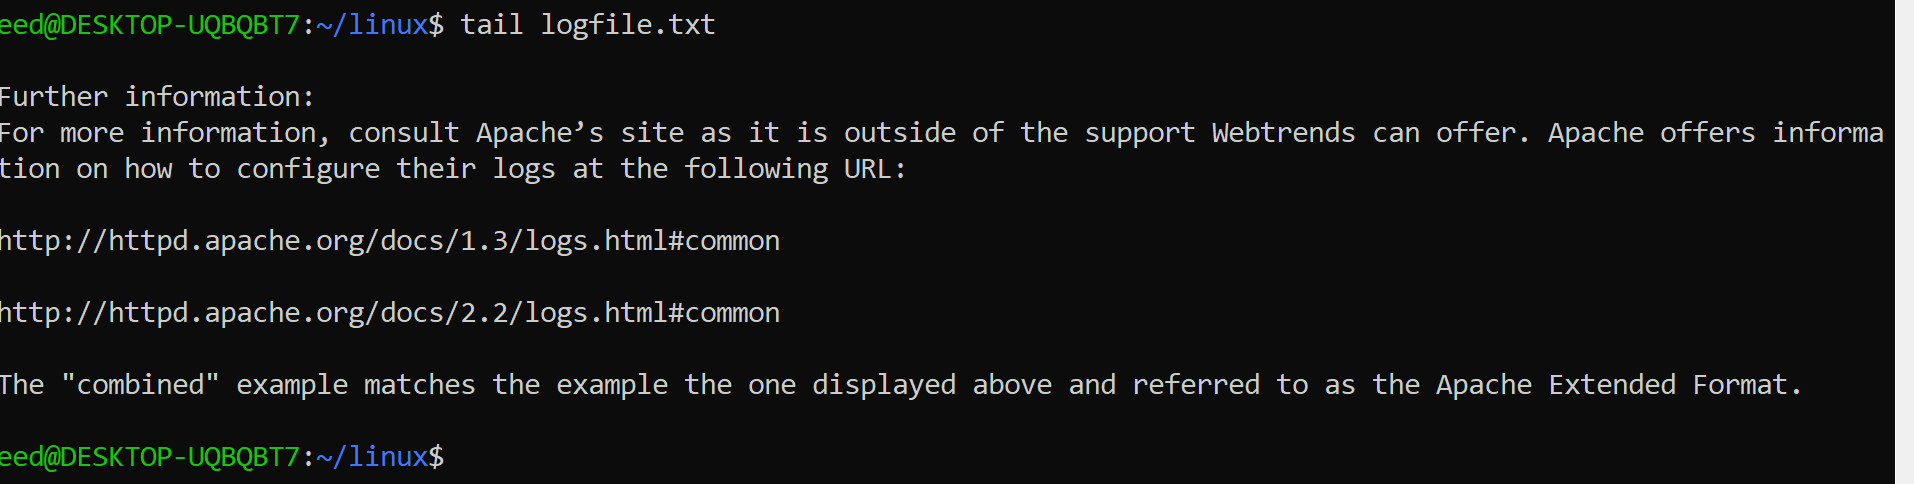 eed@DESKTOP-UQBQBT7:~/linux$ tail logfile.txt
Further information:
For more information, consult Apache’s site as it is outside of the support Webtrends can offer. Apache offers informa
tion on how to configure their logs at the following URL:
http://httpd.apache.org/docs/1.3/logs.html#common
http://httpd.apache.org/docs/2.2/logs.html#common
The "combined" example matches the example the one displayed above and referred to as the Apache Extended Format.
eed@DESKTOP-UQBQBT7:~/linux$